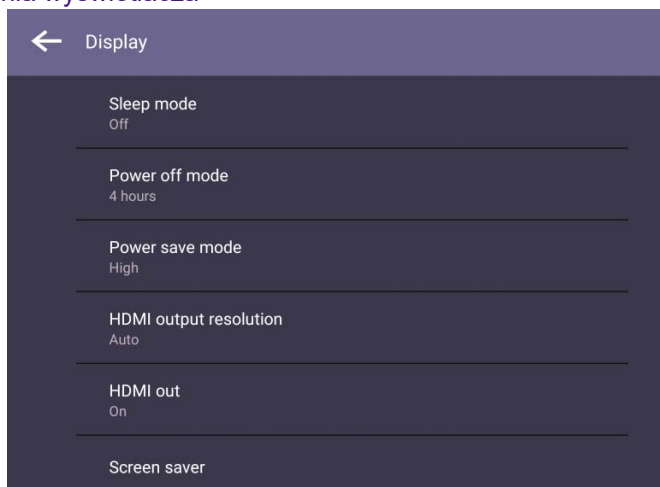 Display
Sleep mode
Off
Power off mode
4 hours
Power save mode
High
HDMI output resolution
Auto
HDMI out
On
Screen saver